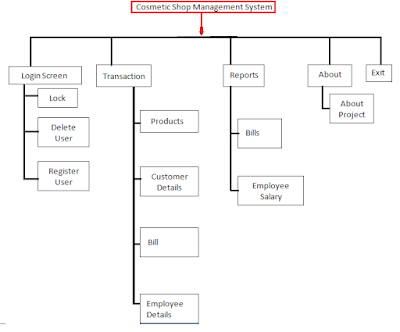 Cosmetic Shop Management System
Login Screen
Transaction
Reports
About
Exit
Lock
Delete
User
Register
User
Products
Customer
Details
Bill
Employee
Details
Bills
Employee
Salary
About
Project